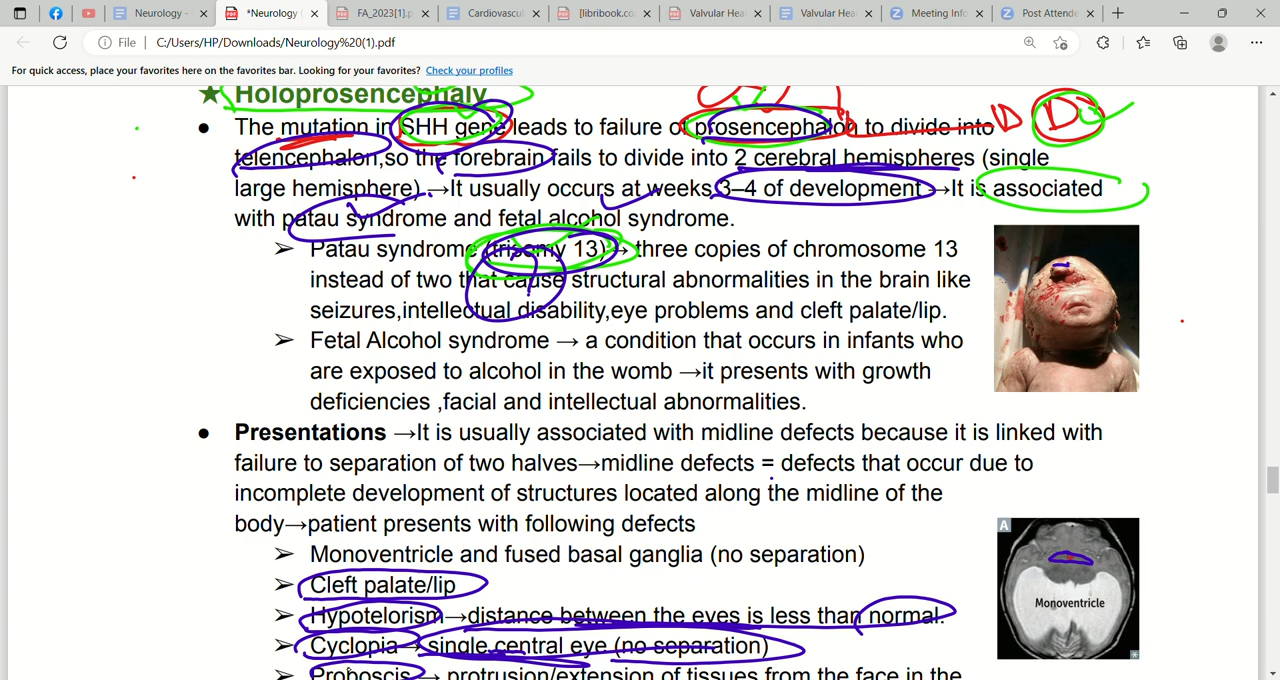 Neurology -
*Neurology (
FA_2023[1].p
Cardiovascu
[libribook.co
Valvular Hea
Valvular Hea
Meeting Info
Post Attende
File
C:/Users/HP/Downloads/Neurology%20(1).pdf
For quick access, place your favorites here on the favorites bar. Looking for your favorites? Check your profiles
★ Holoprosencephaly
● The mutation in SHH gene leads to failure of prosencephalon to divide into
telencephalon,so the forebrain fails to divide into 2 cerebral hemispheres (single
large hemisphere).→It usually occurs at weeks 3–4 of development→It is associated
with patau syndrome and fetal alcohol syndrome.
➢ Patau syndrome (trisomy 13)→ three copies of chromosome 13
instead of two that cause structural abnormalities in the brain like
seizures,intellectual disability,eye problems and cleft palate/lip.
➢ Fetal Alcohol syndrome → a condition that occurs in infants who
are exposed to alcohol in the womb →it presents with growth
deficiencies ,facial and intellectual abnormalities.
● Presentations →It is usually associated with midline defects because it is linked with
failure to separation of two halves→midline defects = defects that occur due to
incomplete development of structures located along the midline of the
body→patient presents with following defects
A
➢ Monoventricle and fused basal ganglia (no separation)
➢ Cleft palate/lip
Monoventricle
➢ Hypotelorism→distance between the eyes is less than normal.
➢ Cyclopia→ single central eye (no separation)
➢ Proboscis → protrusion/extension of tissues from the face in the